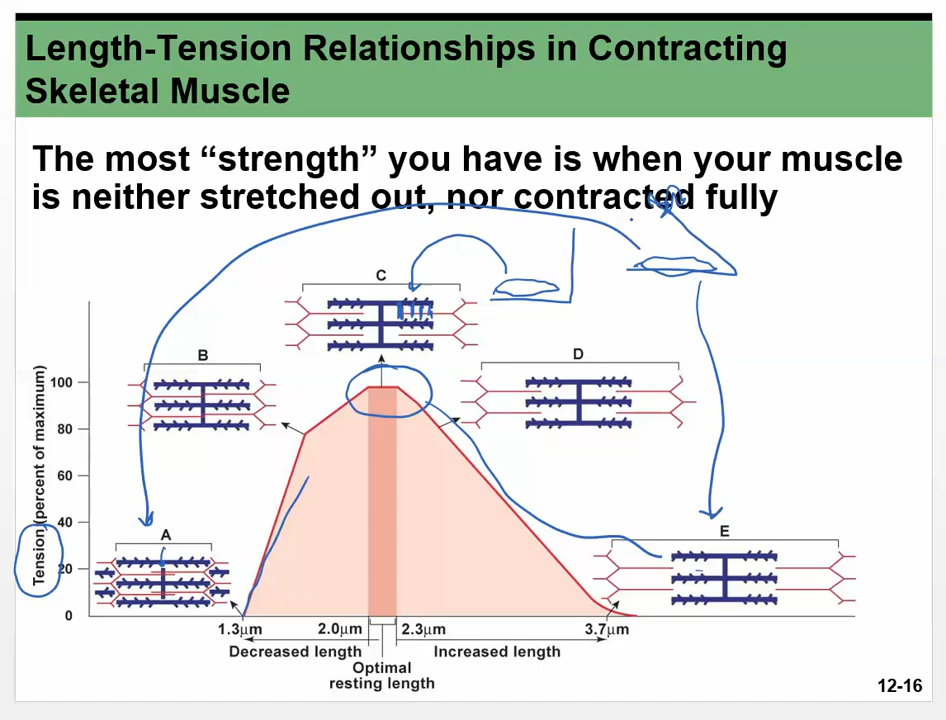 Length-Tension Relationships in Contracting
Skeletal Muscle
The most “strength” you have is when your muscle
is neither stretched out, nor contracted fully
C
B
D
A
E
Tension (percent of maximum)
100
80
60
40
20
0
1.3µm
2.0µm
2.3µm
3.7µm
Decreased length
Increased length
Optimal
resting length
12-16